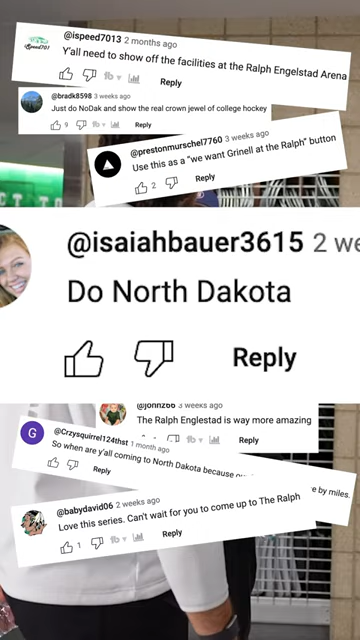 @ispeed7013 2 months ago
Y'all need to show off the facilities at the Ralph Engelstad Arena
Reply
@bradk8598 3 weeks ago
Just do NoDak and show the real crown jewel of college hockey
9 Reply
@prestonmurschel7760 3 weeks ago
Use this as a "we want Grinell at the Ralph" button
2 Reply
@isaiahbauer3615 2 we
Do North Dakota
Reply
@johnz66 3 weeks ago
The Ralph Englestad is way more amazing
Reply
@Crzysquirrel124thst 1 month ago
So when are y'all coming to North Dakota because
re by miles.
Reply
@babydavid06 2 weeks ago
Love this series. Can't wait for you to come up to The Ralph
1 Reply